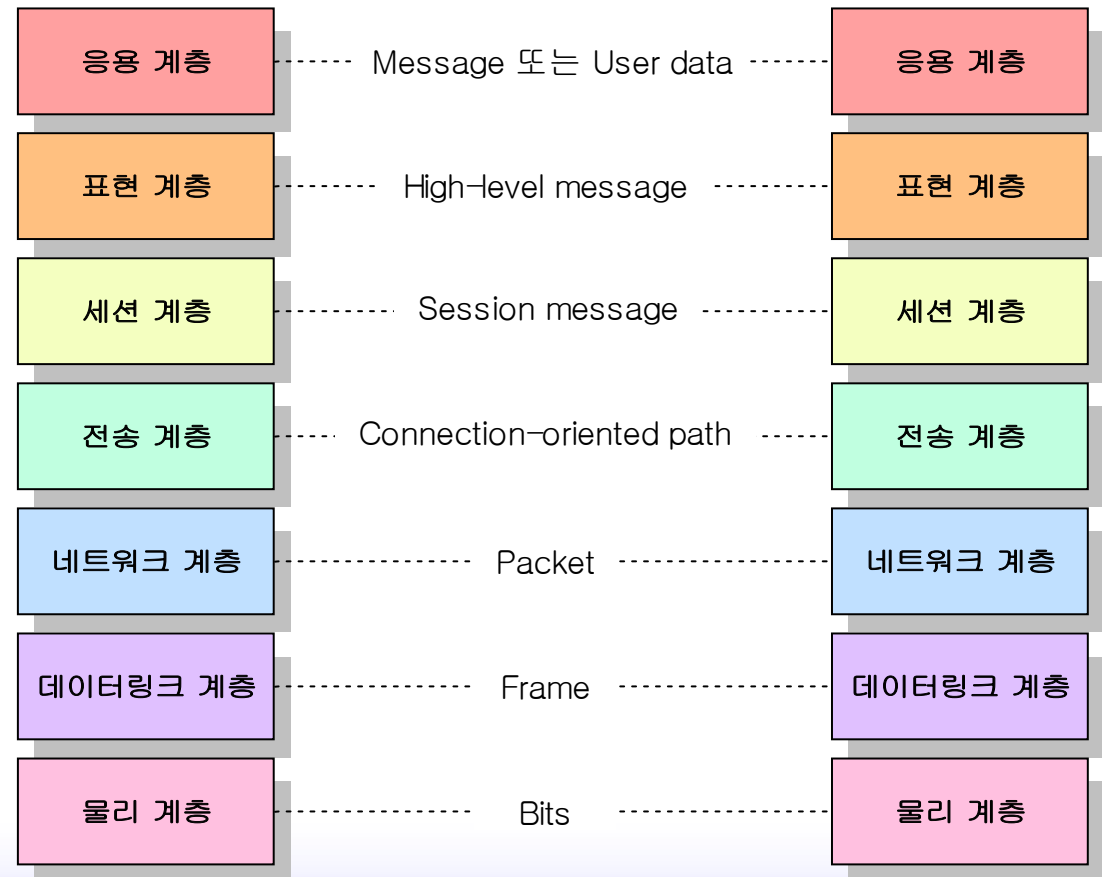 응용 계층 Message 또는 User data 응용 계층
표현 계층 High-level message 표현 계층
세션 계층 Session message 세션 계층
전송 계층 Connection-oriented path 전송 계층
네트워크 계층 Packet 네트워크 계층
데이터링크 계층 Frame 데이터링크 계층
물리 계층 Bits 물리 계층